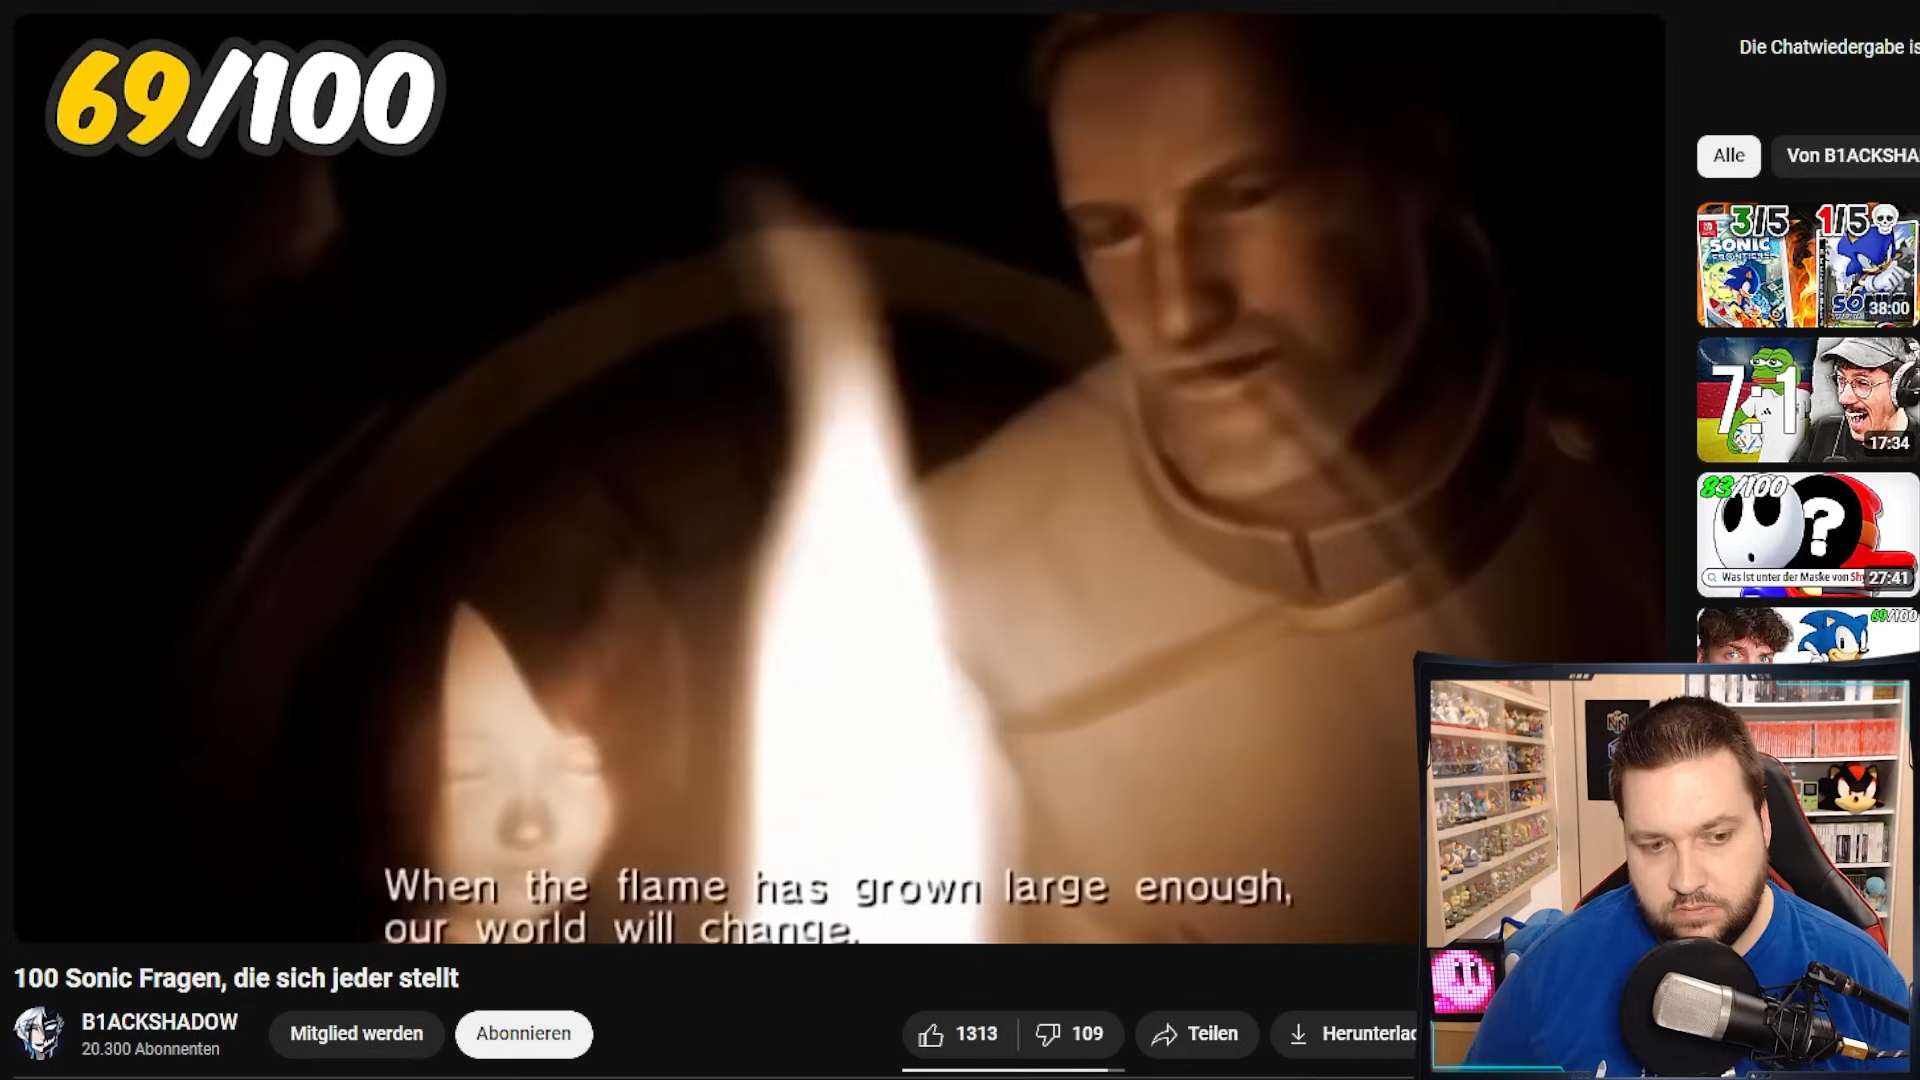 69/100
When the flame has grown large enough,
our world will change.
100 Sonic Fragen, die sich jeder stellt
B1ACKSHADOW
20.300 Abonnenten
Mitglied werden
Abonnieren
1313
109
Teilen
Herunterlad
Die Chatwiedergabe is
Alle
Von B1ACKSHA
3/5
1/5
SONIC
FRONTIERS
SO
38:00
7:1
17:34
83/100
?
Was ist unter der Maske von Shy
27:41
69/100